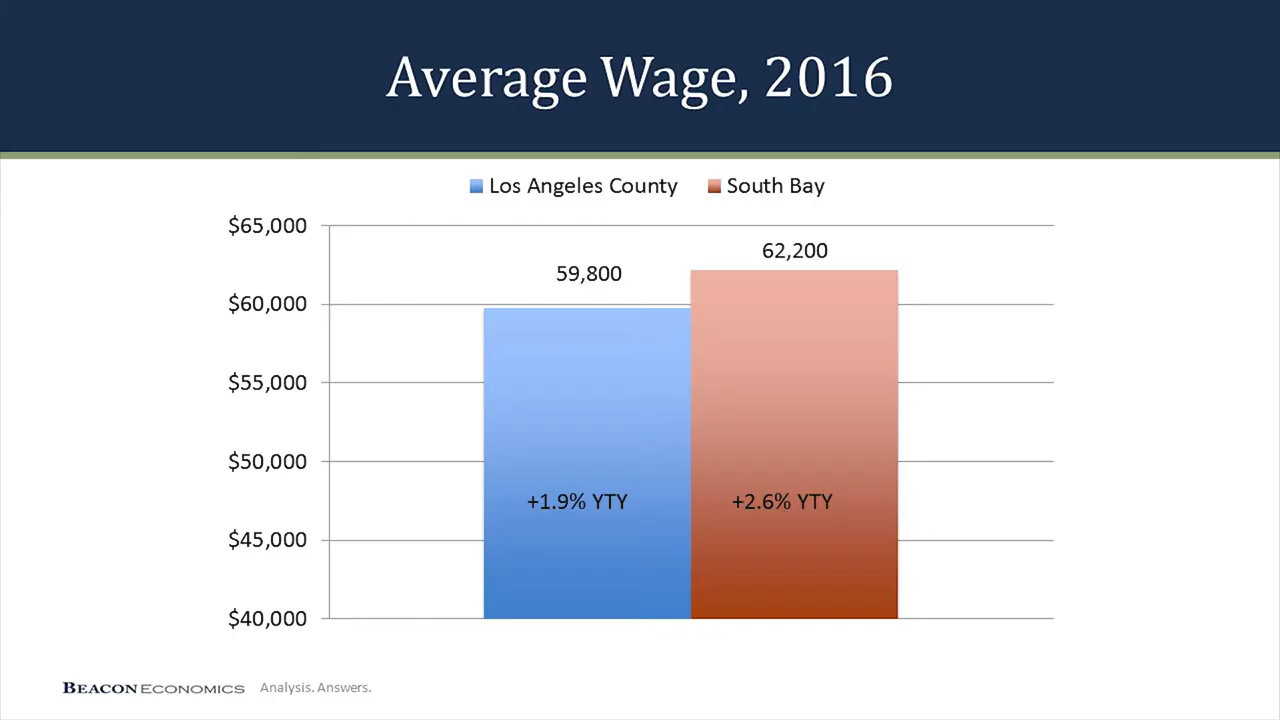 Average Wage, 2016
Los Angeles County South Bay
$65,000
62,200
59,800
$60,000
$55,000
$50,000
+1.9% YTY +2.6% YTY
$45,000
$40,000
BEACON ECONOMICS Analysis. Answers.